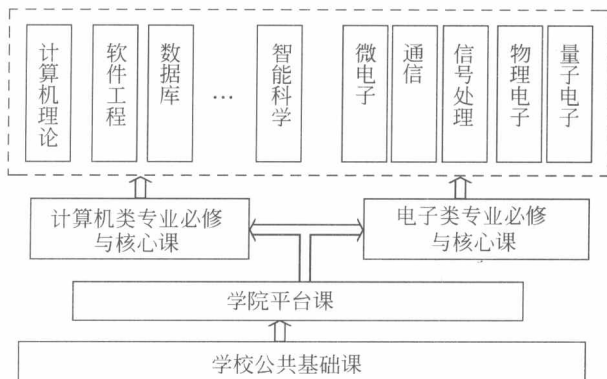 计算机理论
软件工程
数据库
…
智能科学
微电子
通信
信号处理
物理电子
量子电子
计算机类专业必修
与核心课
电子类专业必修
与核心课
学院平台课
学校公共基础课